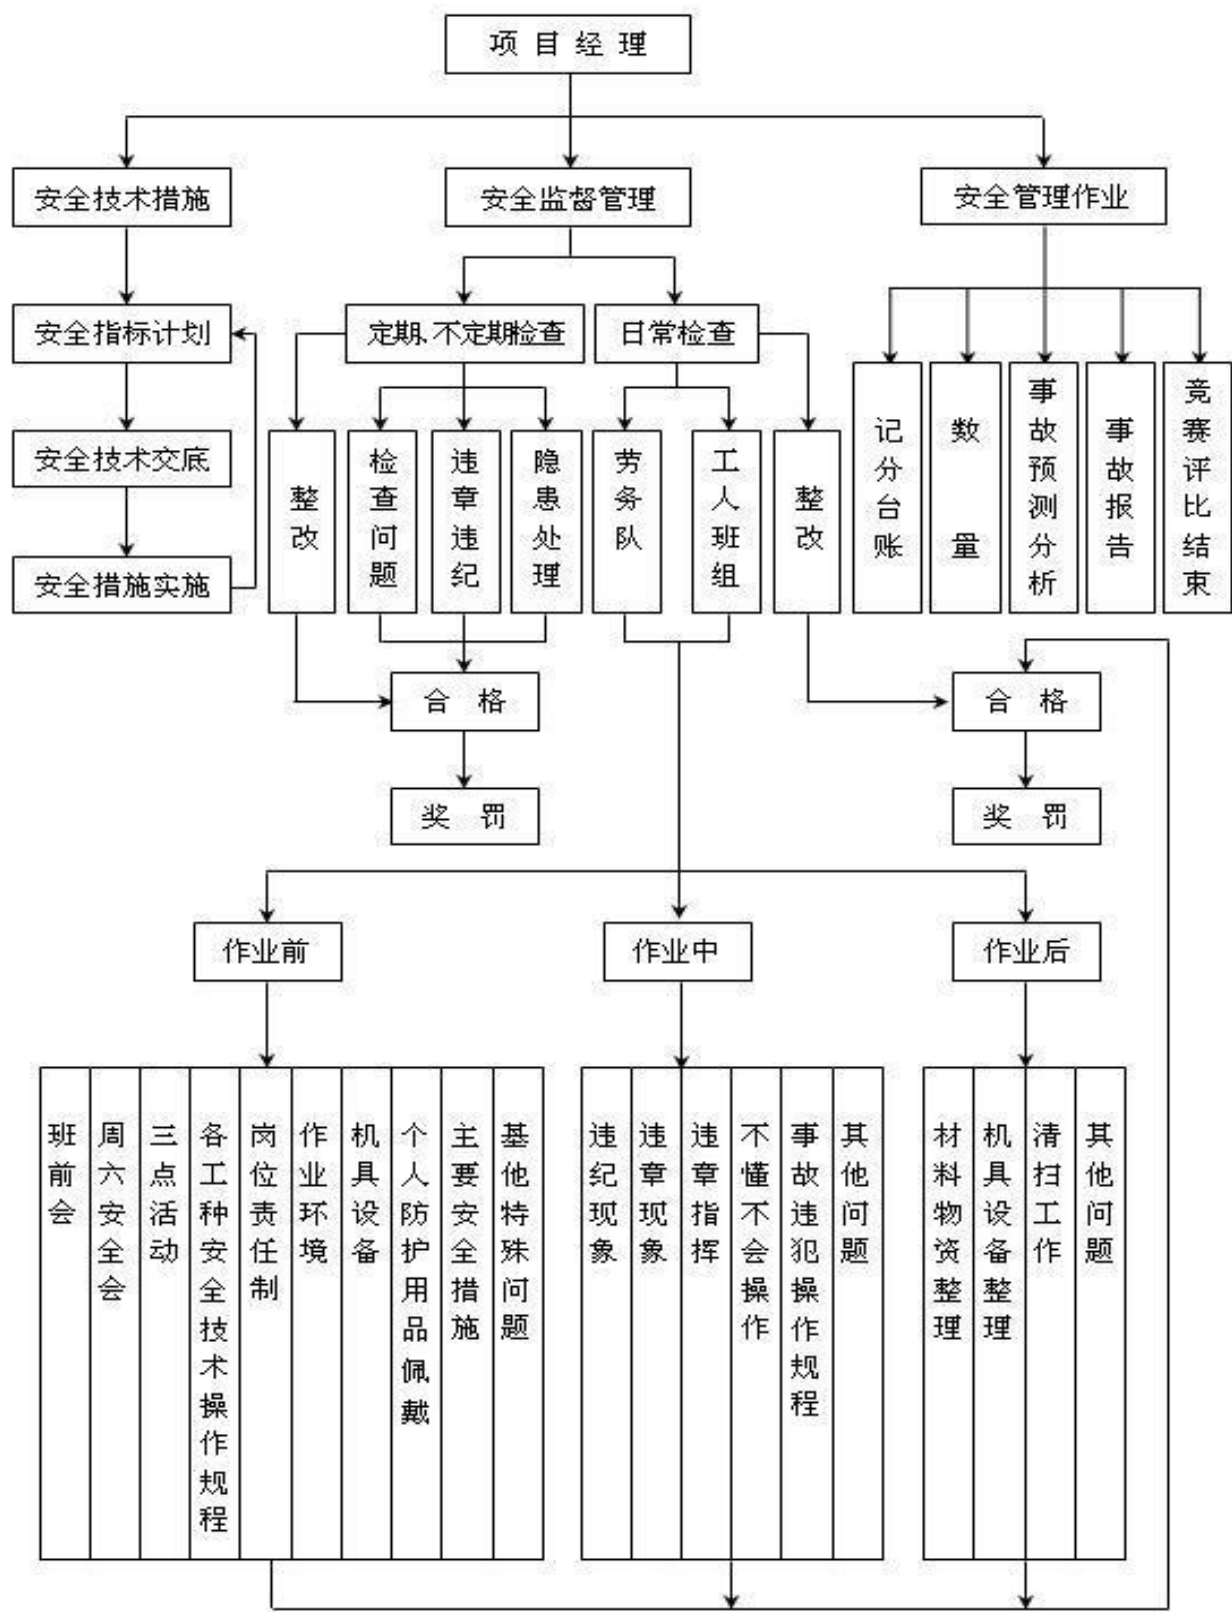 项目经理
安全技术措施
安全监督管理
安全管理作业
安全指标计划
定期、不定期检查
日常检查
安全技术交底
安全措施实施
整改
检查问题
违章违纪
隐患处理
劳务队
工人班组
整改
记分台账
数量
事故预测分析
事故报告
竞赛评比结束
合格
合格
奖罚
奖罚
作业前
作业中
作业后
班前会
周六安全会
三点活动
各工种安全技术操作规程
岗位责任制
作业环境
机具设备
个人防护用品佩戴
主要安全措施
基他特殊问题
违纪现象
违章现象
违章指挥
不懂不会操作
事故违犯操作规程
其他问题
材料物资整理
机具设备整理
清扫工作
其他问题